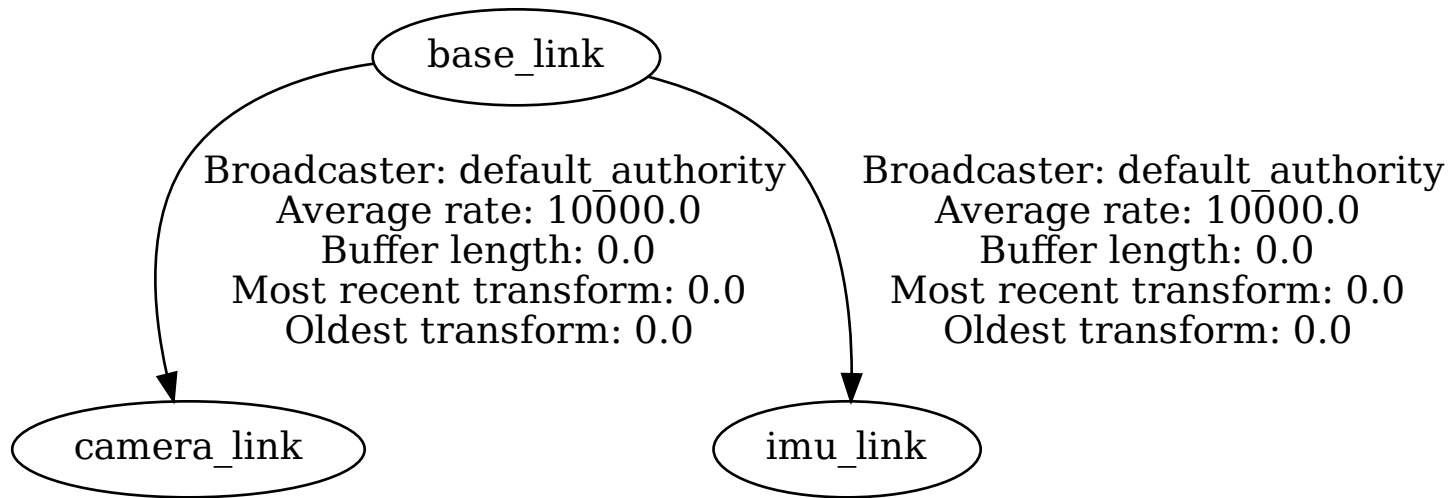 base_link
Broadcaster: default_authority
Average rate: 10000.0
Buffer length: 0.0
Most recent transform: 0.0
Oldest transform: 0.0
Broadcaster: default_authority
Average rate: 10000.0
Buffer length: 0.0
Most recent transform: 0.0
Oldest transform: 0.0
camera_link
imu_link